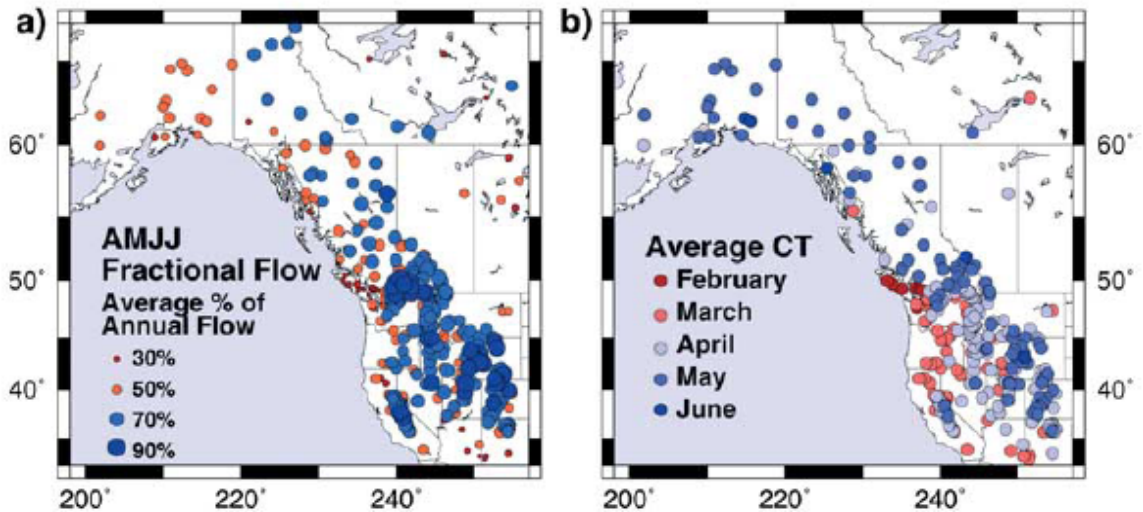 a)
60˚
50˚
40˚
AMJJ
Fractional Flow
Average % of
Annual Flow
30%
50%
70%
90%
200˚ 220˚ 240˚
b)
60˚
50˚
40˚
Average CT
February
March
April
May
June
200˚ 220˚ 240˚